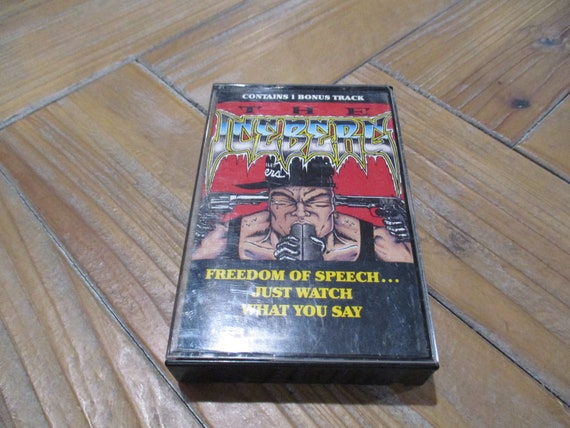 CONTAINS 1 BONUS TRACK
THE
ICEBERG
FREEDOM OF SPEECH...
JUST WATCH
WHAT YOU SAY